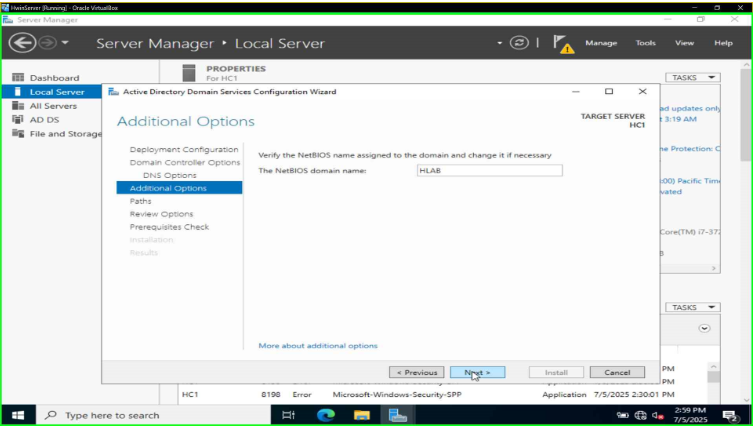 HwinServer [Running] - Oracle VirtualBox
Server Manager
Server Manager • Local Server
Manage Tools View Help
Dashboard
Local Server
All Servers
AD DS
File and Storage
PROPERTIES
For HC1
TASKS
Active Directory Domain Services Configuration Wizard
Additional Options
TARGET SERVER
HC1
Deployment Configuration
Domain Controller Options
DNS Options
Additional Options
Paths
Review Options
Prerequisites Check
Installation
Results
Verify the NetBIOS name assigned to the domain and change it if necessary
The NetBIOS domain name: HLAB
More about additional options
< Previous Next > Install Cancel
updates only
3:19 AM
Protection: C
:00) Pacific Tim
vated
Core(TM) i7-37
TASKS
PM
PM
HC1 8198 Error Microsoft-Windows-Security-SPP Application 7/5/2025 2:30:01 PM
Type here to search
2:59 PM
7/5/2025